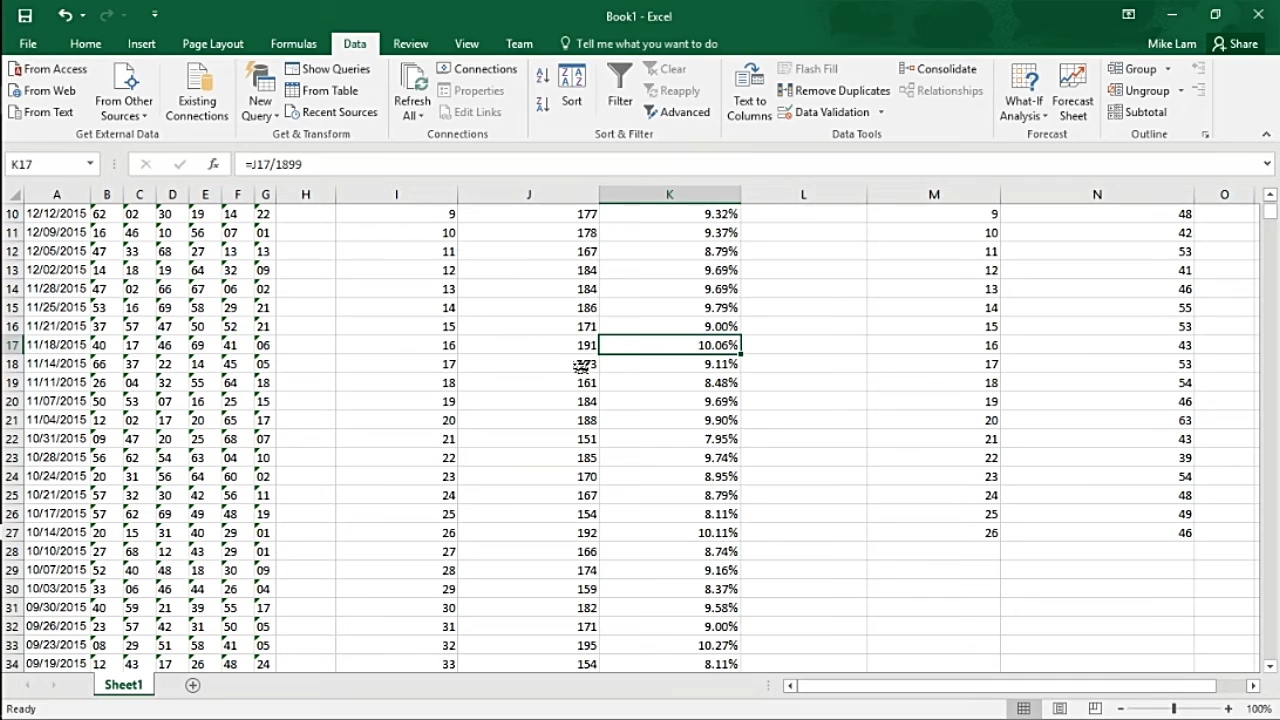 Book1 - Excel
File Home Insert Page Layout Formulas Data Review View Team Tell me what you want to do Mike Lam Share
From Access
From Web
From Text
From Other
Sources
Existing
Connections
Get External Data
New
Query
Show Queries
From Table
Recent Sources
Get & Transform
Refresh
All
Connections
Properties
Edit Links
Connections
Sort
Filter
Clear
Reapply
Advanced
Sort & Filter
Text to
Columns
Flash Fill
Remove Duplicates
Data Validation
Consolidate
Relationships
Data Tools
What-If
Analysis
Forecast
Sheet
Forecast
Group
Ungroup
Subtotal
Outline
K17 fx =J17/1899
A B C D E F G H I J K L M N O
10 12/12/2015 62 02 30 19 14 22 9 177 9.32% 9 48
11 12/09/2015 16 46 10 56 07 01 10 178 9.37% 10 42
12 12/05/2015 47 33 68 27 13 13 11 167 8.79% 11 53
13 12/02/2015 14 18 19 64 32 09 12 184 9.69% 12 41
14 11/28/2015 47 02 66 67 06 02 13 184 9.69% 13 46
15 11/25/2015 53 16 69 58 29 21 14 186 9.79% 14 55
16 11/21/2015 37 57 47 50 52 21 15 171 9.00% 15 53
17 11/18/2015 40 17 46 69 41 06 16 191 10.06% 16 43
18 11/14/2015 66 37 22 14 45 05 17 9.11% 17 53
19 11/11/2015 26 04 32 55 64 18 18 161 8.48% 18 54
20 11/07/2015 50 53 07 16 25 15 19 184 9.69% 19 46
21 11/04/2015 12 02 17 20 65 17 20 188 9.90% 20 63
22 10/31/2015 09 47 20 25 68 07 21 151 7.95% 21 43
23 10/28/2015 56 62 54 63 04 10 22 185 9.74% 22 39
24 10/24/2015 20 31 56 64 60 02 23 170 8.95% 23 54
25 10/21/2015 57 32 30 42 56 11 24 167 8.79% 24 48
26 10/17/2015 57 62 69 49 48 19 25 154 8.11% 25 49
27 10/14/2015 20 15 31 40 29 01 26 192 10.11% 26 46
28 10/10/2015 27 68 12 43 29 01 27 166 8.74%
29 10/07/2015 52 40 48 18 30 09 28 174 9.16%
30 10/03/2015 33 06 46 44 26 04 29 159 8.37%
31 09/30/2015 40 59 21 39 55 17 30 182 9.58%
32 09/26/2015 23 57 42 31 50 05 31 171 9.00%
33 09/23/2015 08 29 51 58 41 05 32 195 10.27%
34 09/19/2015 12 43 17 26 48 24 33 154 8.11%
Sheet1
Ready 100%